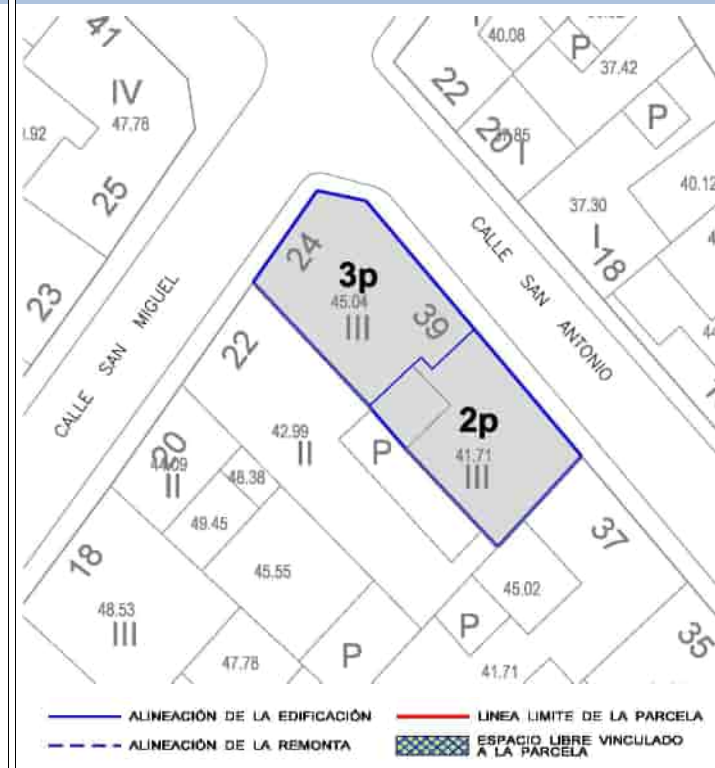 41
40.08
P
37.42
IV
22
47.78
P
20
I
25
40.12
37.30
CALLE SAN ANTONIO
24
I
3p
18
23
45.04
39
CALLE SAN MIGUEL
III
22
2p
42.99
20
II
P
41.71
II
48.38
III
49.45
37
18
45.55
45.02
48.53
III
P
35
P
47.78
41.71
ALINEACIÓN DE LA EDIFICACIÓN
LINEA LIMITE DE LA PARCELA
ALINEACIÓN DE LA REMONTA
ESPACIO LIBRE VINCULADO
A LA PARCELA